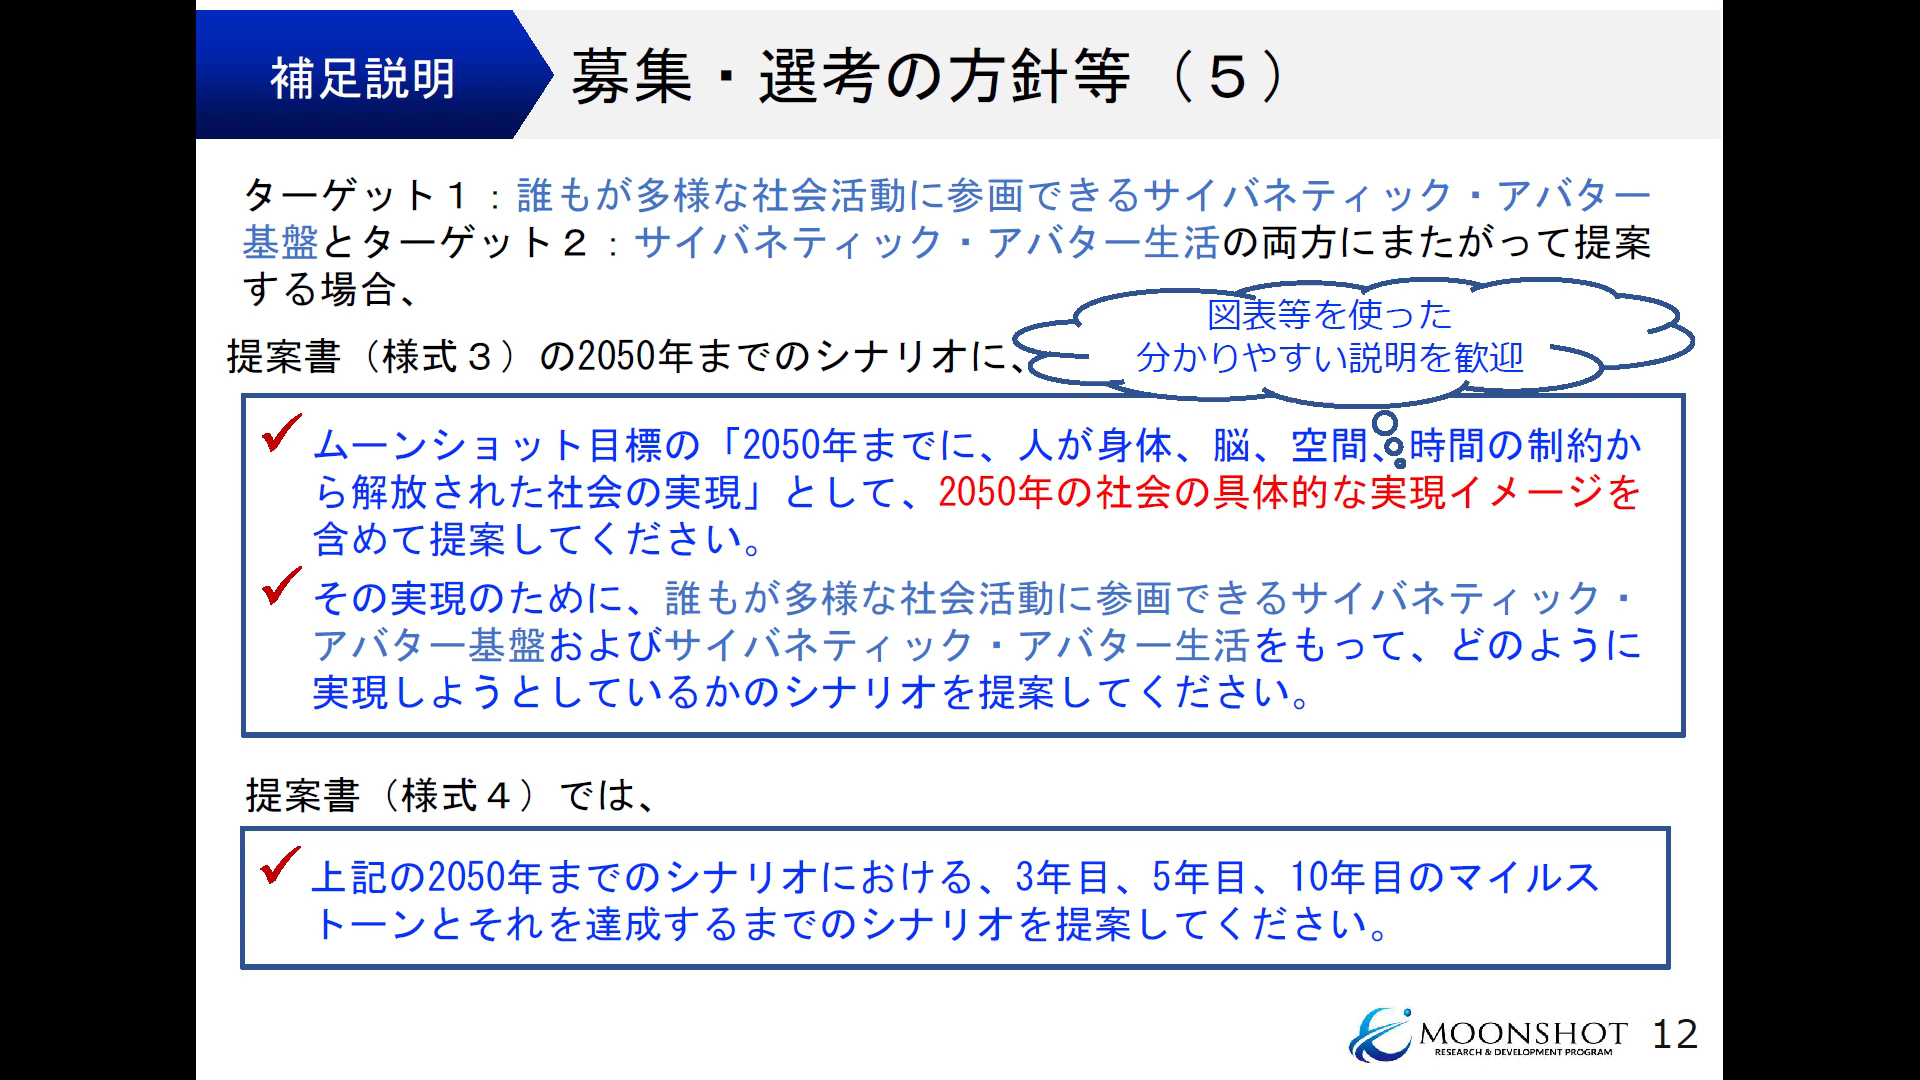 補足説明
募集・選考の方針等（５）
ターゲット１：誰もが多様な社会活動に参画できるサイバネティック・アバター
基盤とターゲット２：サイバネティック・アバター生活の両方にまたがって提案
する場合、
図表等を使った
分かりやすい説明を歓迎
提案書（様式３）の2050年までのシナリオに、
ムーンショット目標の「2050年までに、人が身体、脳、空間、時間の制約か
ら解放された社会の実現」として、2050年の社会の具体的な実現イメージを
含めて提案してください。
その実現のために、誰もが多様な社会活動に参画できるサイバネティック・
アバター基盤およびサイバネティック・アバター生活をもって、どのように
実現しようとしているかのシナリオを提案してください。
提案書（様式４）では、
上記の2050年までのシナリオにおける、3年目、5年目、10年目のマイルス
トーンとそれを達成するまでのシナリオを提案してください。
MOONSHOT
RESEARCH & DEVELOPMENT PROGRAM
12